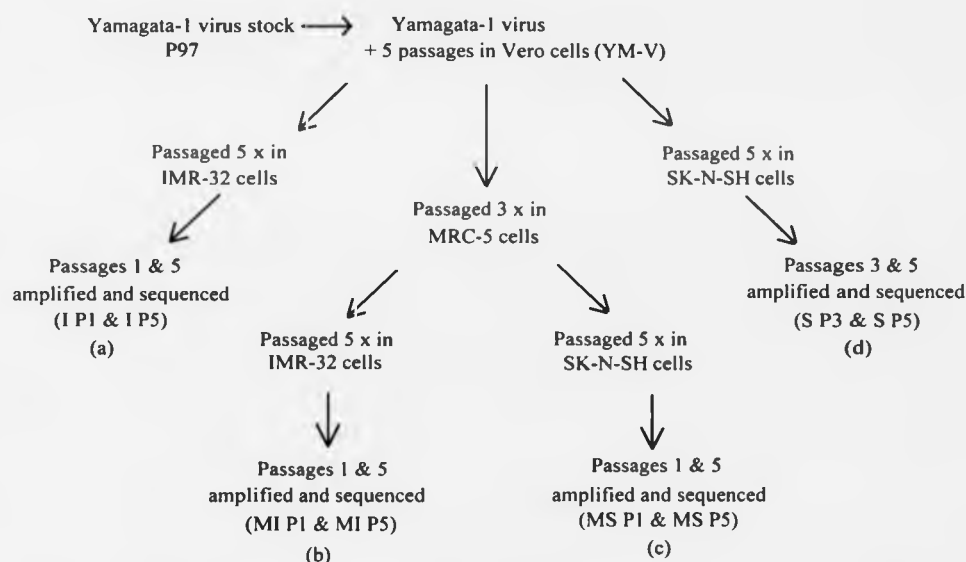 Yamagata-1 virus stock
P97
Yamagata-1 virus
+ 5 passages in Vero cells (YM-V)
Passaged 5 x in
IMR-32 cells
Passaged 5 x in
SK-N-SH cells
Passaged 3 x in
MRC-5 cells
Passages 1 & 5
amplified and sequenced
(I P1 & I P5)
(a)
Passages 3 & 5
amplified and sequenced
(S P3 & S P5)
(d)
Passaged 5 x in
IMR-32 cells
Passaged 5 x in
SK-N-SH cells
Passages 1 & 5
amplified and sequenced
(MI P1 & MI P5)
(b)
Passages 1 & 5
amplified and sequenced
(MS P1 & MS P5)
(c)